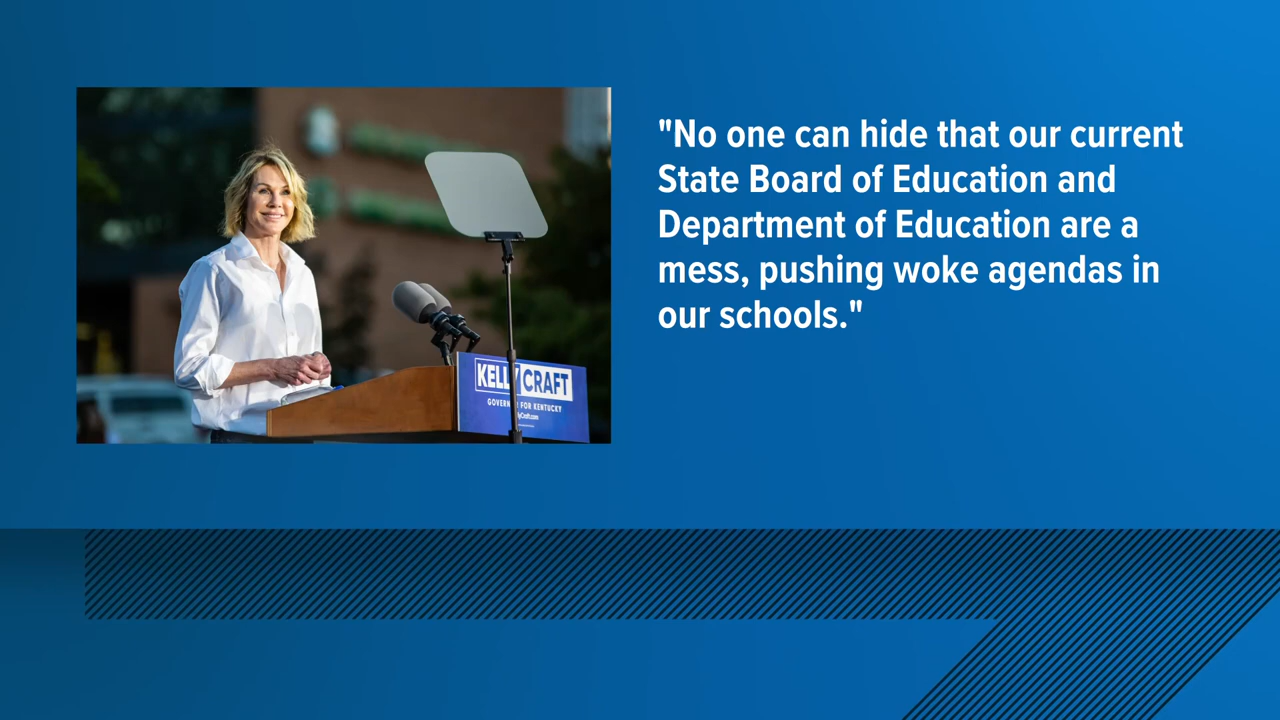 "No one can hide that our current
State Board of Education and
Department of Education are a
mess, pushing woke agendas in
our schools."
KELLY CRAFT
FOR KENTUCKY